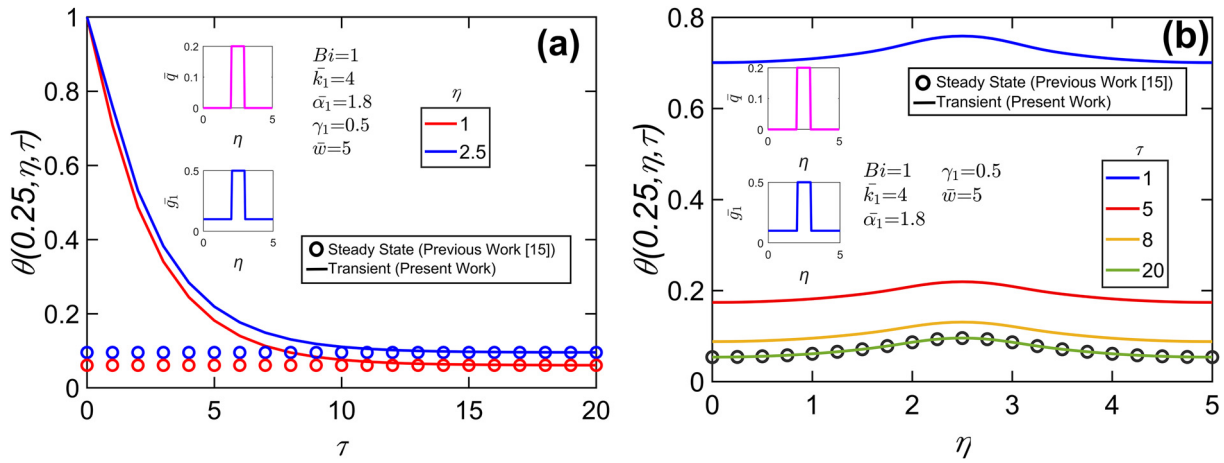 (a)
θ(0.25,η,τ)
1
0.8
0.6
0.4
0.2
0
0 5 10 15 20
τ
q̄
0.2
0.1
0
0 5
η
ḡ₁
0.5
0
0 5
η
Bi=1
k̄₁=4
ᾱ₁=1.8
γ₁=0.5
w̄=5
η
1
2.5
Steady State (Previous Work [15])
Transient (Present Work)
(b)
θ(0.25,η,τ)
0.8
0.6
0.4
0.2
0
0 1 2 3 4 5
η
q̄
0.2
0.1
0
0 5
η
ḡ₁
0.5
0
0 5
η
Steady State (Previous Work [15])
Transient (Present Work)
Bi=1 γ₁=0.5
k̄₁=4 w̄=5
ᾱ₁=1.8
τ
1
5
8
20